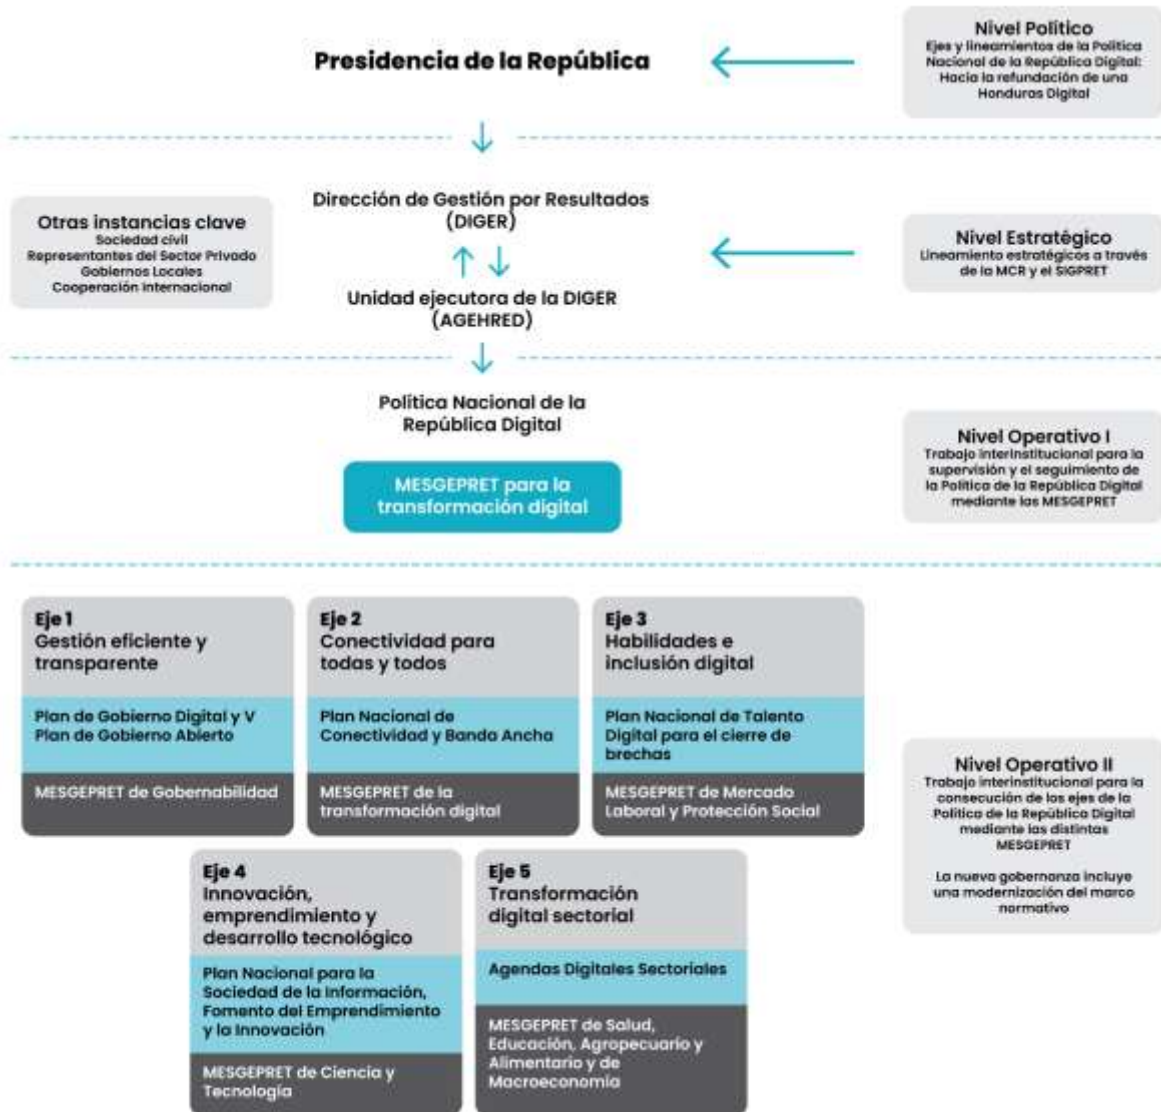 Presidencia de la República
Nivel Político
Ejes y lineamientos de la Política
Nacional de la República Digital:
Hacia la refundación de una
Honduras Digital
Otras instancias clave
Sociedad civil
Representantes del Sector Privado
Gobiernos Locales
Cooperación Internacional
Dirección de Gestión por Resultados
(DIGER)
Unidad ejecutora de la DIGER
(AGEHRED)
Nivel Estratégico
Lineamiento estratégicos a través
de la MCR y el SIGPRET
Política Nacional de la
República Digital
MESGEPRET para la
transformación digital
Nivel Operativo I
Trabajo interinstitucional para la
supervisión y el seguimiento de
la Política de la República Digital
mediante las MESGEPRET
Eje 1
Gestión eficiente y
transparente
Plan de Gobierno Digital y V
Plan de Gobierno Abierto
MESGEPRET de Gobernabilidad
Eje 2
Conectividad para
todas y todos
Plan Nacional de
Conectividad y Banda Ancha
MESGEPRET de la
transformación digital
Eje 3
Habilidades e
inclusión digital
Plan Nacional de Talento
Digital para el cierre de
brechas
MESGEPRET de Mercado
Laboral y Protección Social
Eje 4
Innovación,
emprendimiento y
desarrollo tecnológico
Plan Nacional para la
Sociedad de la Información,
Fomento del Emprendimiento
y la Innovación
MESGEPRET de Ciencia y
Tecnología
Eje 5
Transformación
digital sectorial
Agendas Digitales Sectoriales
MESGEPRET de Salud,
Educación, Agropecuario y
Alimentario y de
Macroeconomía
Nivel Operativo II
Trabajo interinstitucional para la
consecución de los ejes de la
Política de la República Digital
mediante las distintas
MESGEPRET
La nueva gobernanza incluye
una modernización del marco
normativo